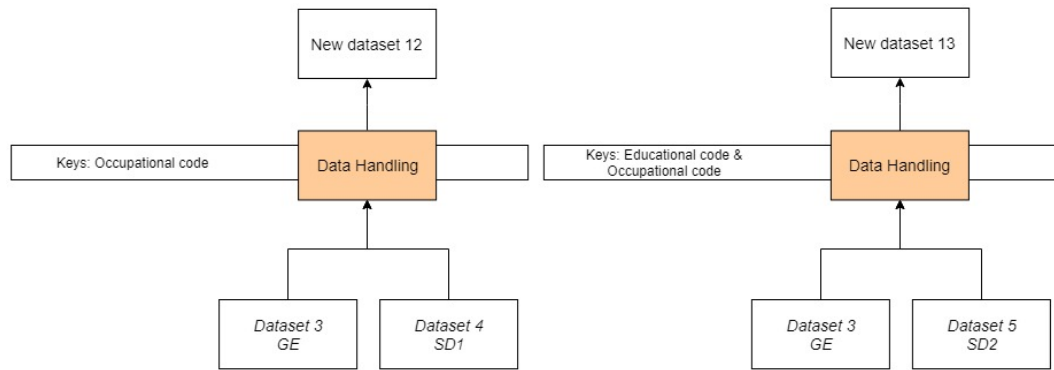 New dataset 12
New dataset 13
Keys: Occupational code
Data Handling
Keys: Educational code &
Occupational code
Data Handling
Dataset 3
GE
Dataset 4
SD1
Dataset 3
GE
Dataset 5
SD2